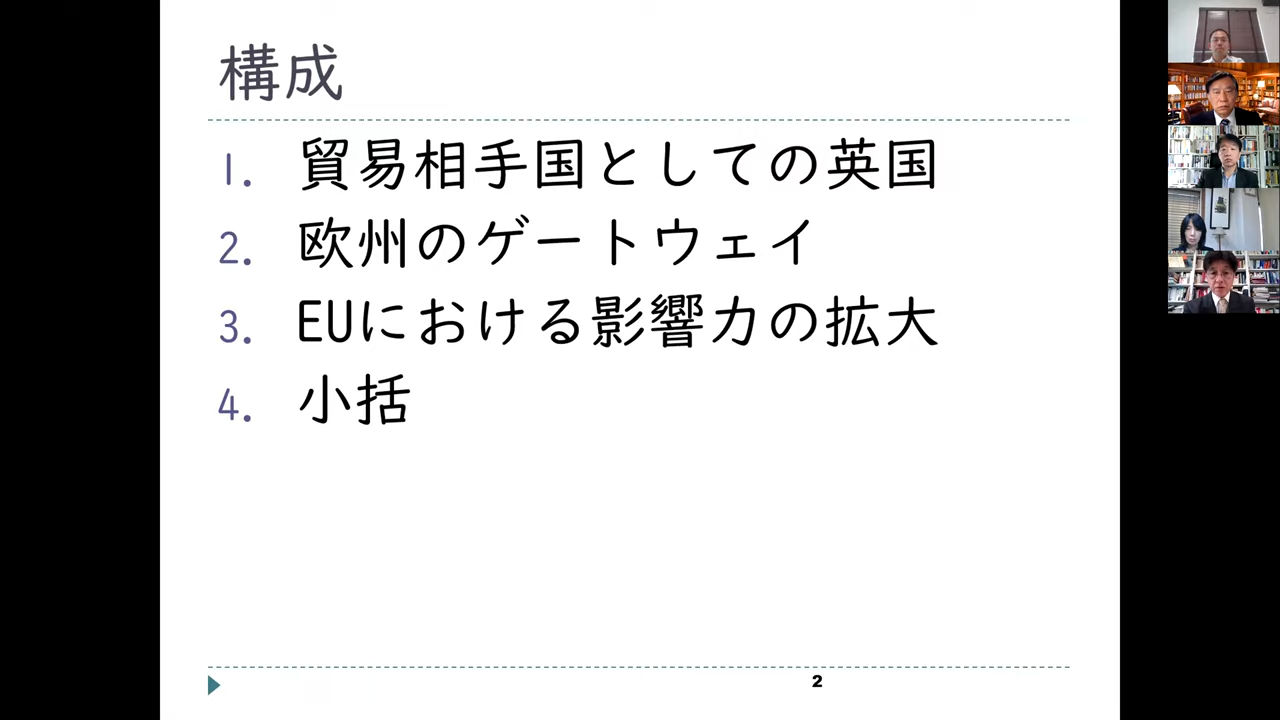 構成
1. 貿易相手国としての英国
2. 欧州のゲートウェイ
3. EUにおける影響力の拡大
4. 小括
2